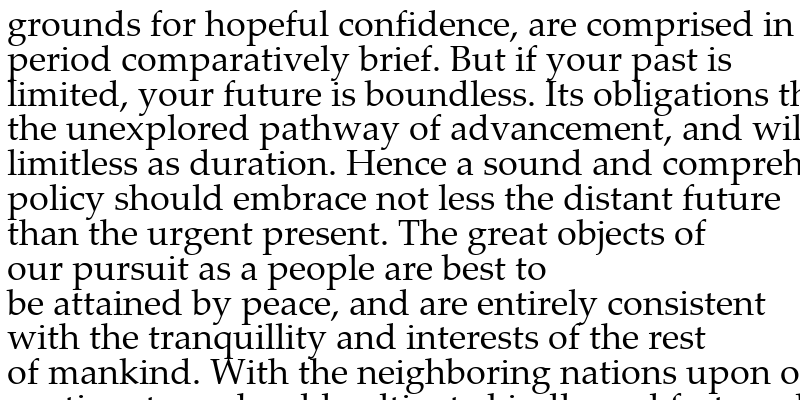 grounds for hopeful confidence, are comprised in
period comparatively brief. But if your past is
limited, your future is boundless. Its obligations
the unexplored pathway of advancement, and
limitless as duration. Hence a sound and
policy should embrace not less the distant future
than the urgent present. The great objects of
our pursuit as a people are best to
be attained by peace, and are entirely consistent
with the tranquillity and interests of the rest
of mankind. With the neighboring nations upon